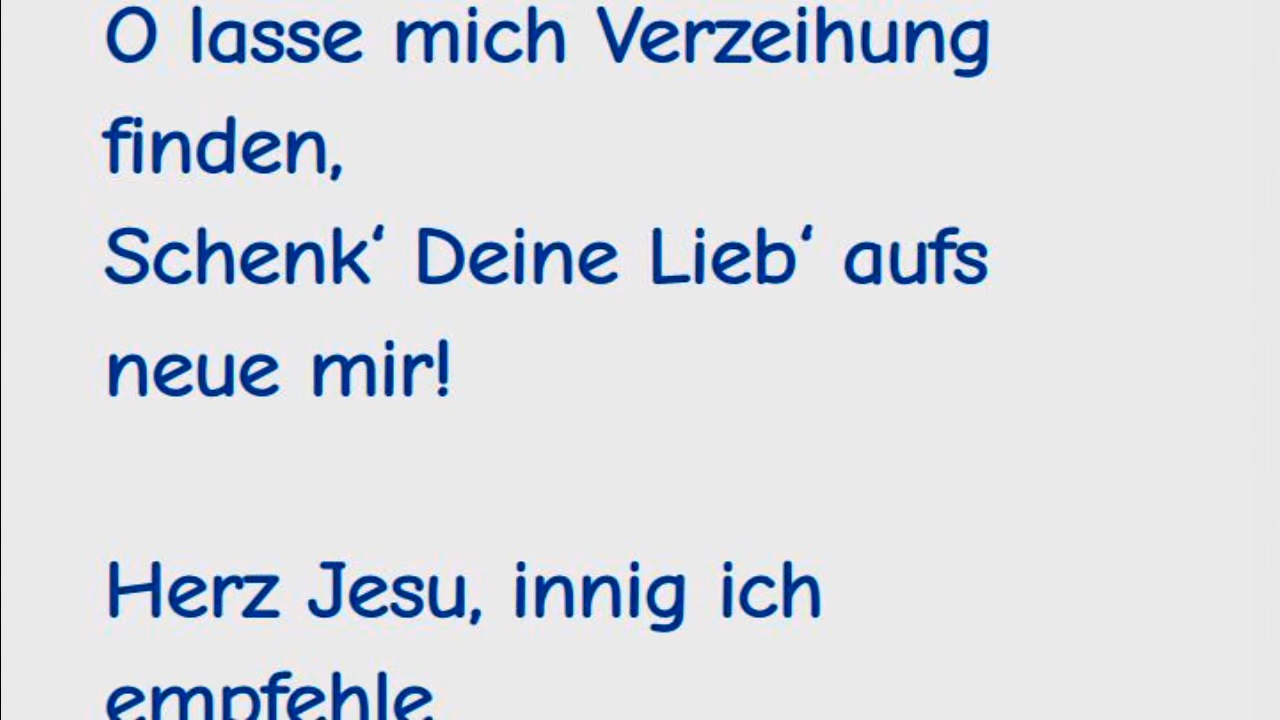 O lasse mich Verzeihung
finden,
Schenk‘ Deine Lieb‘ aufs
neue mir!
Herz Jesu, innig ich
empfehle